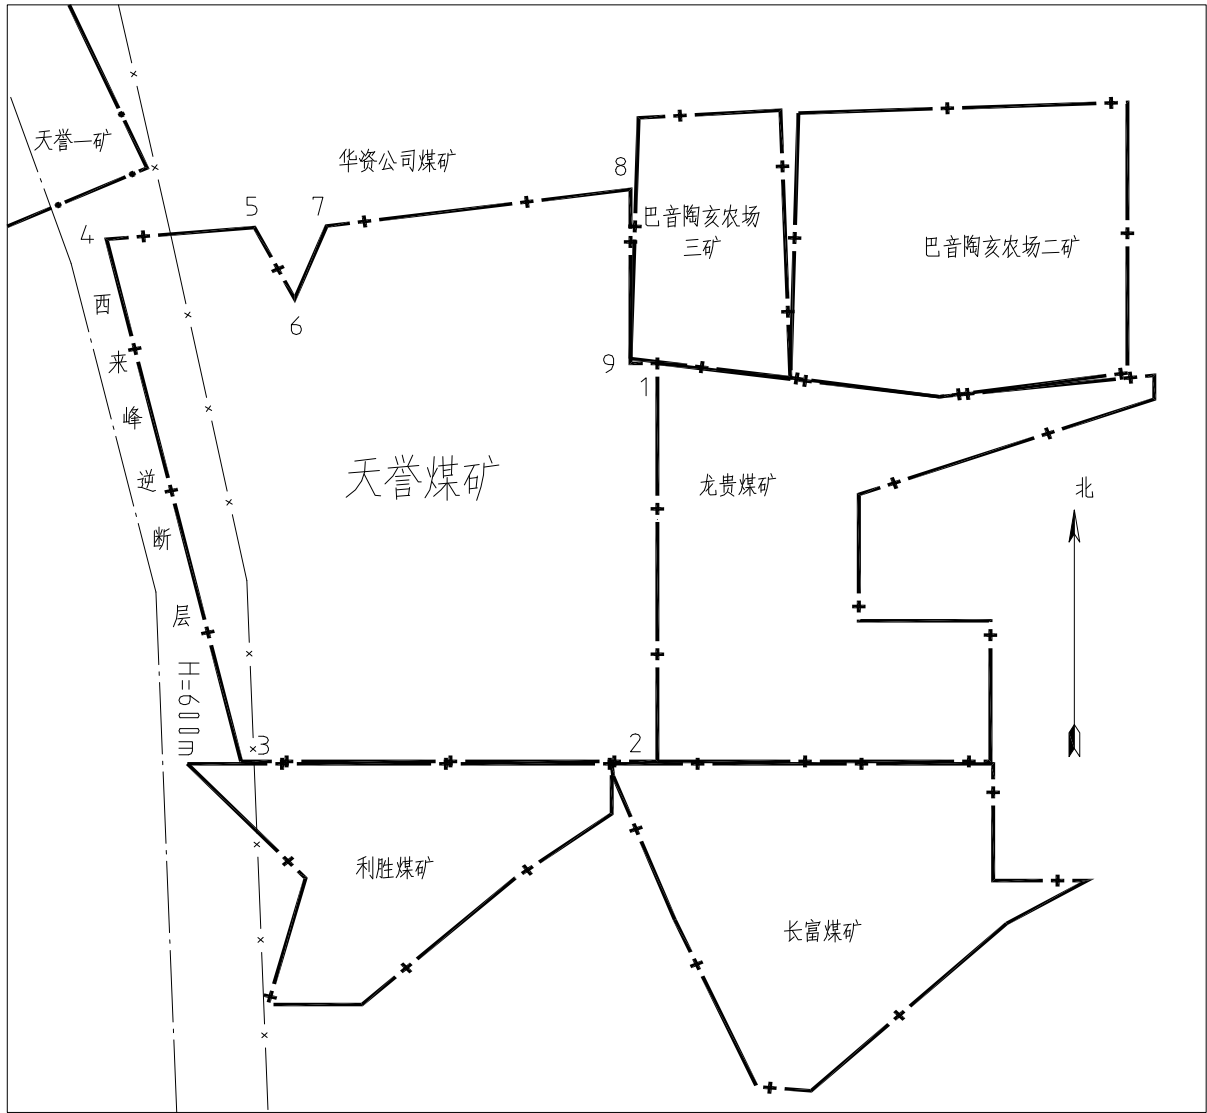 天誉一矿
华资公司煤矿
8
5
7
4
巴音陶亥农场
三矿
巴音陶亥农场二矿
6
9
1
西来峰逆断层 H=600m
天誉煤矿
龙贵煤矿
北
3
2
利胜煤矿
长富煤矿